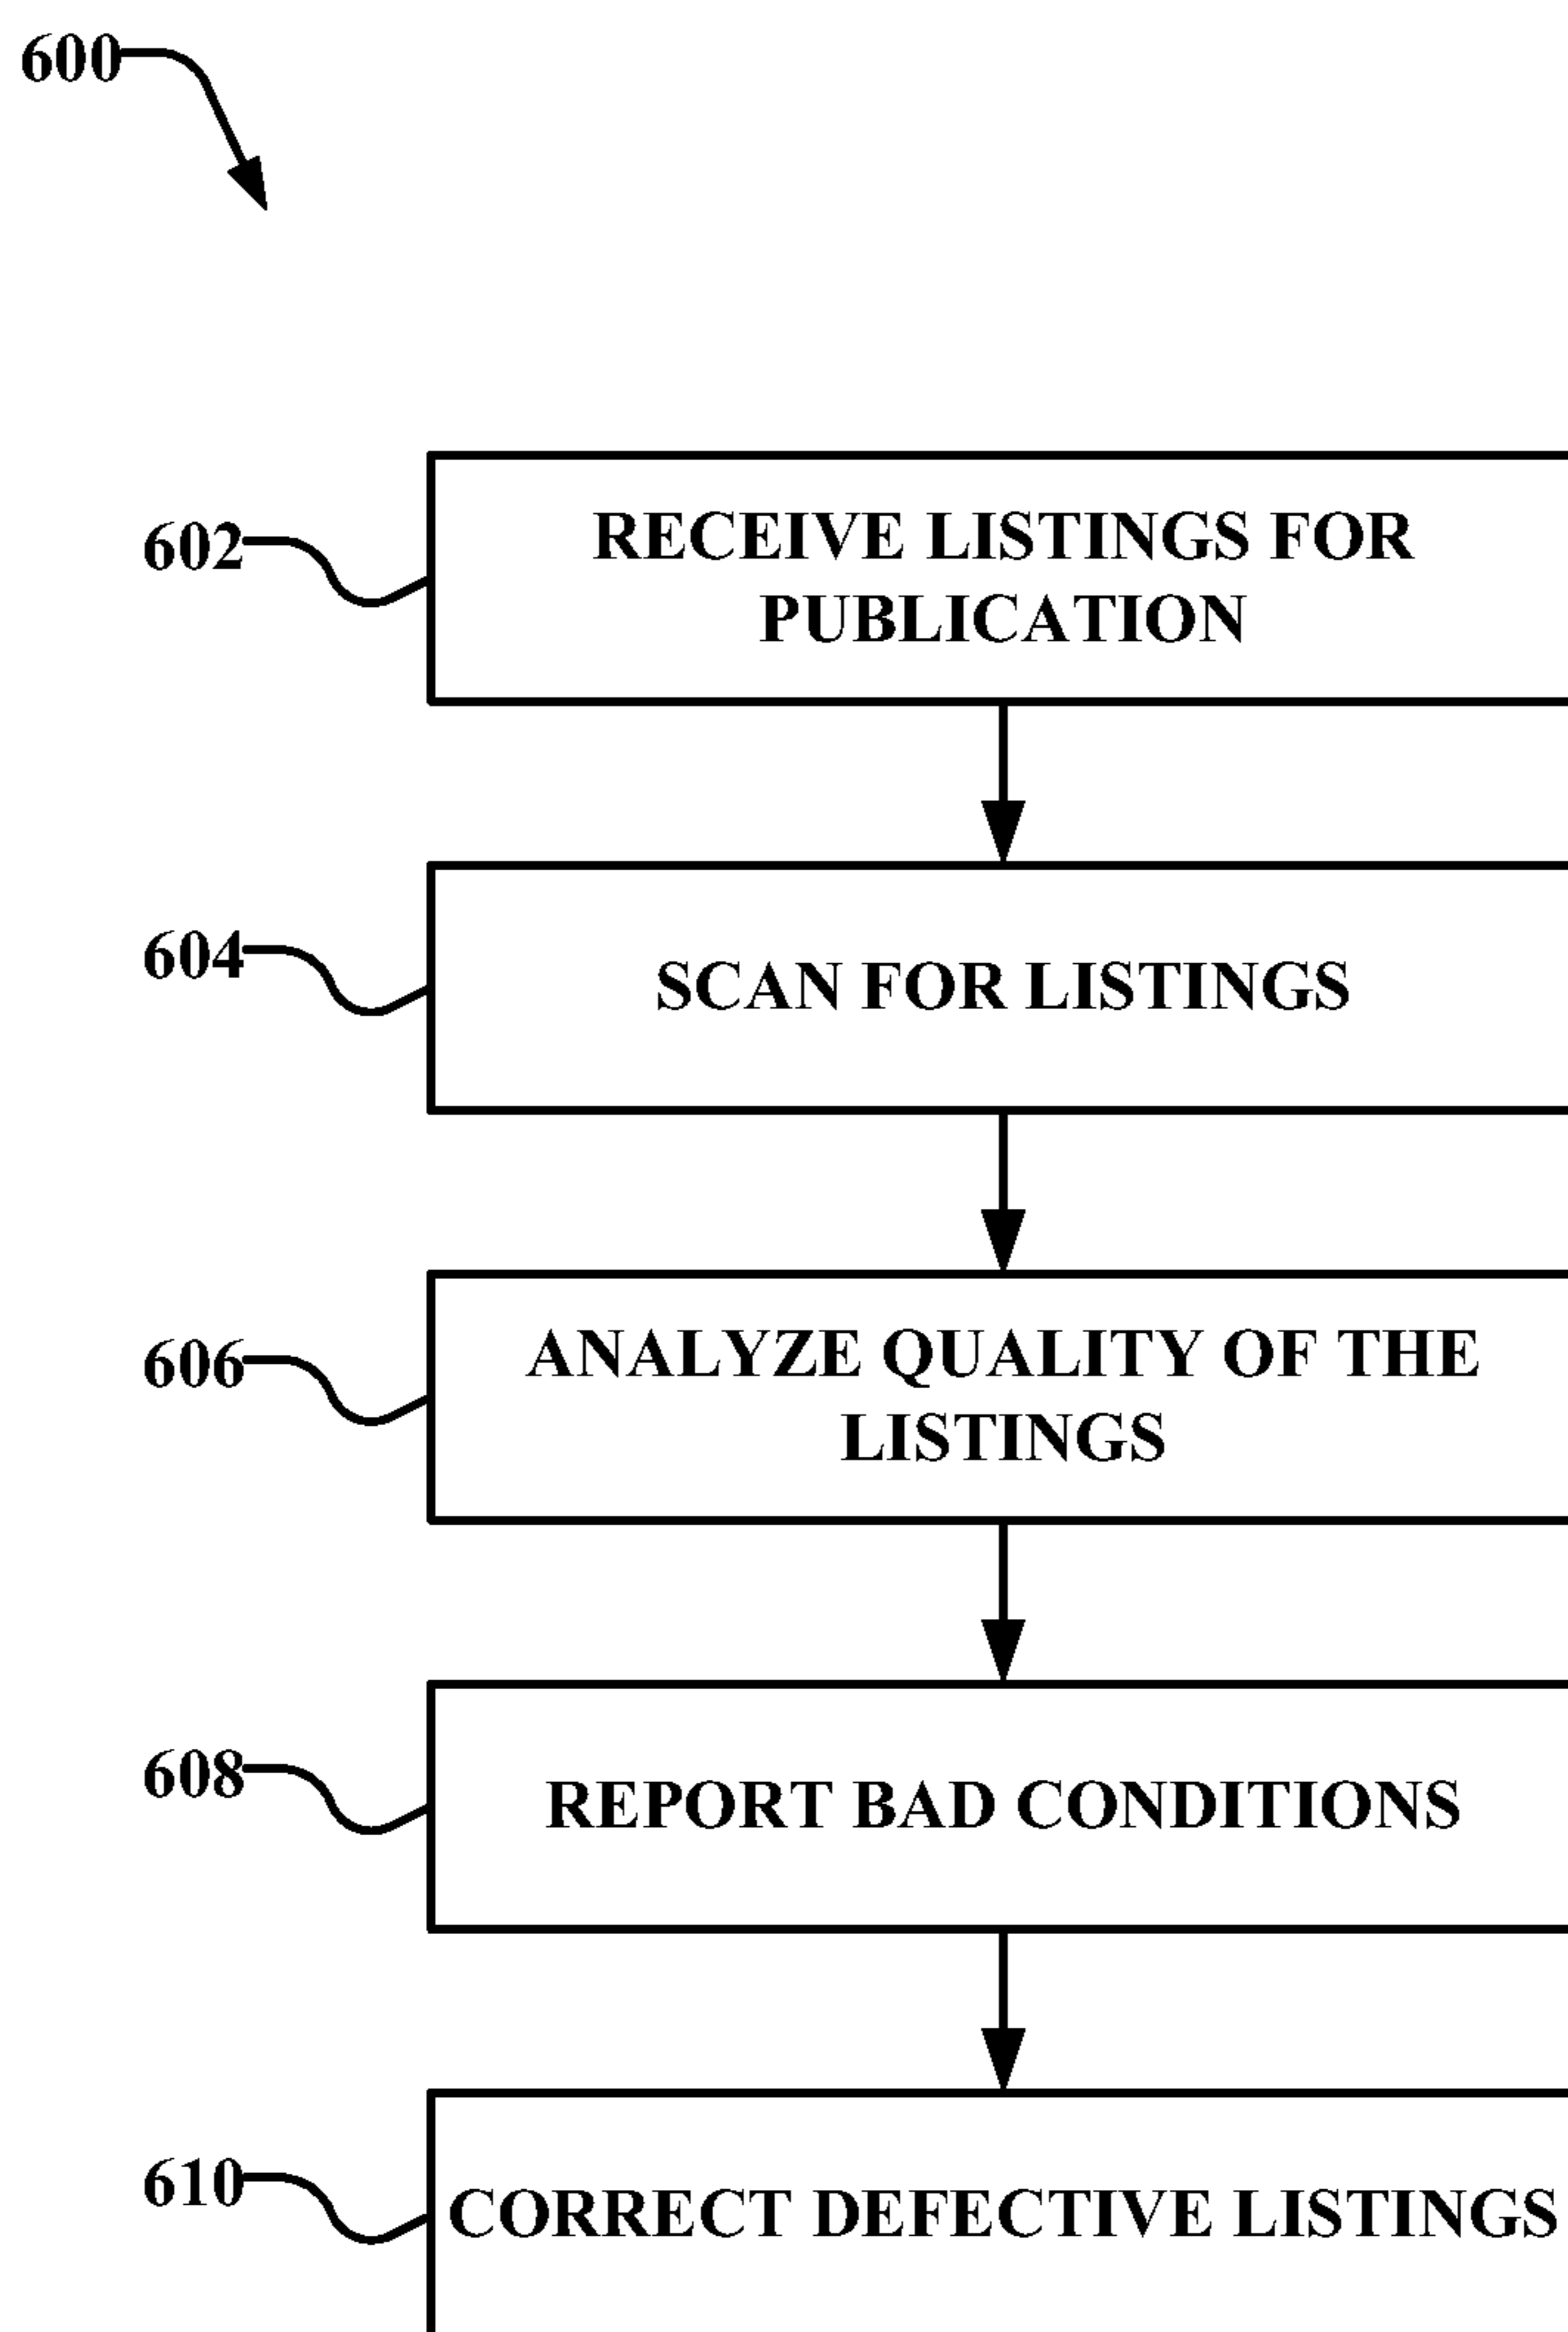 600
602
RECEIVE LISTINGS FOR
PUBLICATION
604
SCAN FOR LISTINGS
606
ANALYZE QUALITY OF THE
LISTINGS
608
REPORT BAD CONDITIONS
610
CORRECT DEFECTIVE LISTINGS